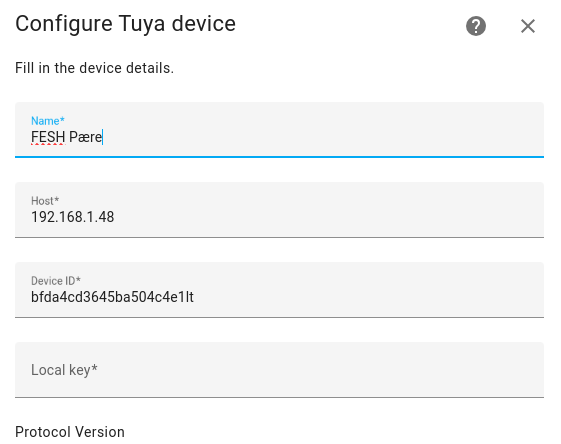 Configure Tuya device
Fill in the device details.
Name*
FESH Pære
Host*
192.168.1.48
Device ID*
bfda4cd3645ba504c4e1lt
Local key*
Protocol Version